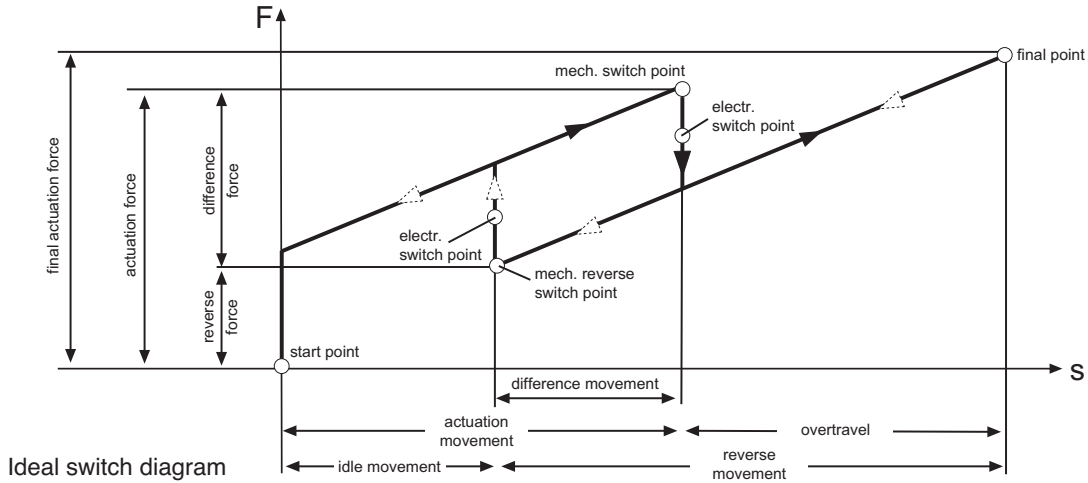 F
final point
mech. switch point
electr.
switch point
final actuation force
actuation force
difference
force
electr.
switch point
mech. reverse
switch point
reverse
force
start point
s
difference movement
actuation
movement
overtravel
idle movement
reverse
movement
Ideal switch diagram